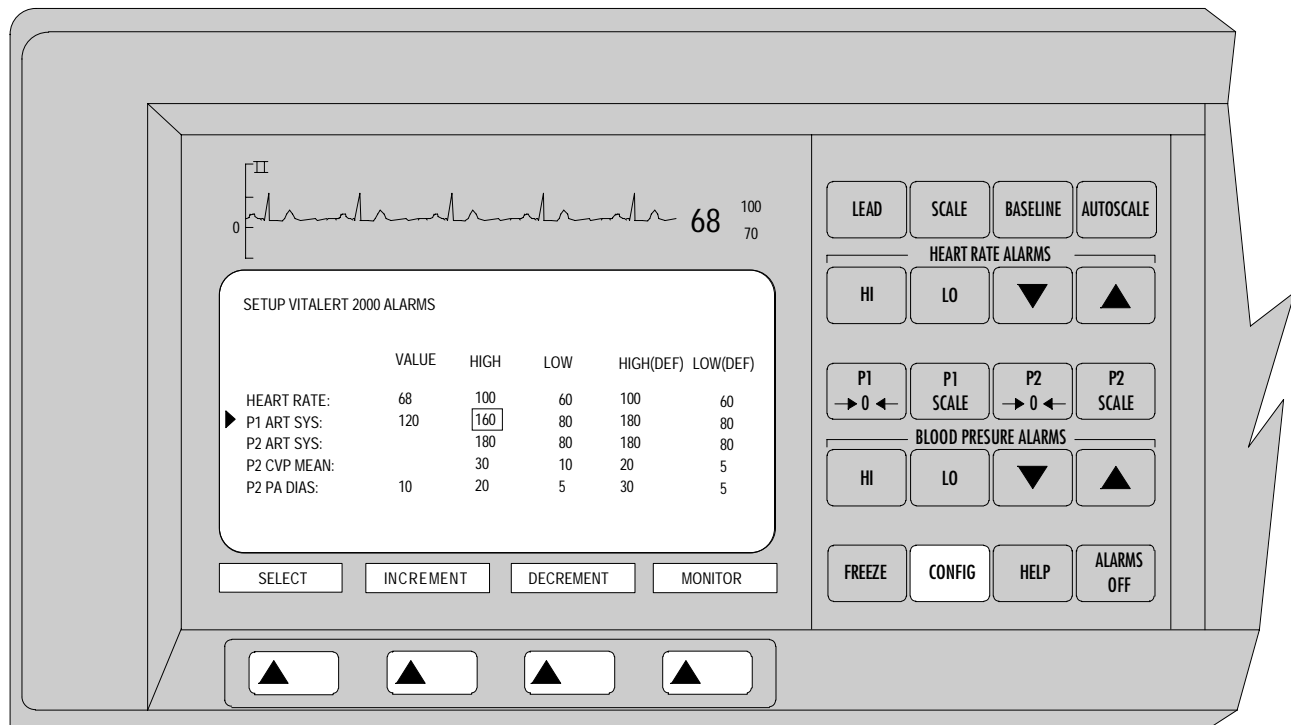 II
0
68 100
70
SETUP VITALERT 2000 ALARMS
VALUE HIGH LOW HIGH(DEF) LOW(DEF)
HEART RATE: 68 100 60 100 60
P1 ART SYS: 120 160 80 180 80
P2 ART SYS: 180 80 180 80
P2 CVP MEAN: 30 10 20 5
P2 PA DIAS: 10 20 5 30 5
SELECT INCREMENT DECREMENT MONITOR
LEAD SCALE BASELINE AUTOSCALE
HEART RATE ALARMS
HI LO ▼ ▲
P1 P1 P2 P2
→0← SCALE →0← SCALE
BLOOD PRESURE ALARMS
HI LO ▼ ▲
FREEZE CONFIG HELP ALARMS
OFF
▲ ▲ ▲ ▲